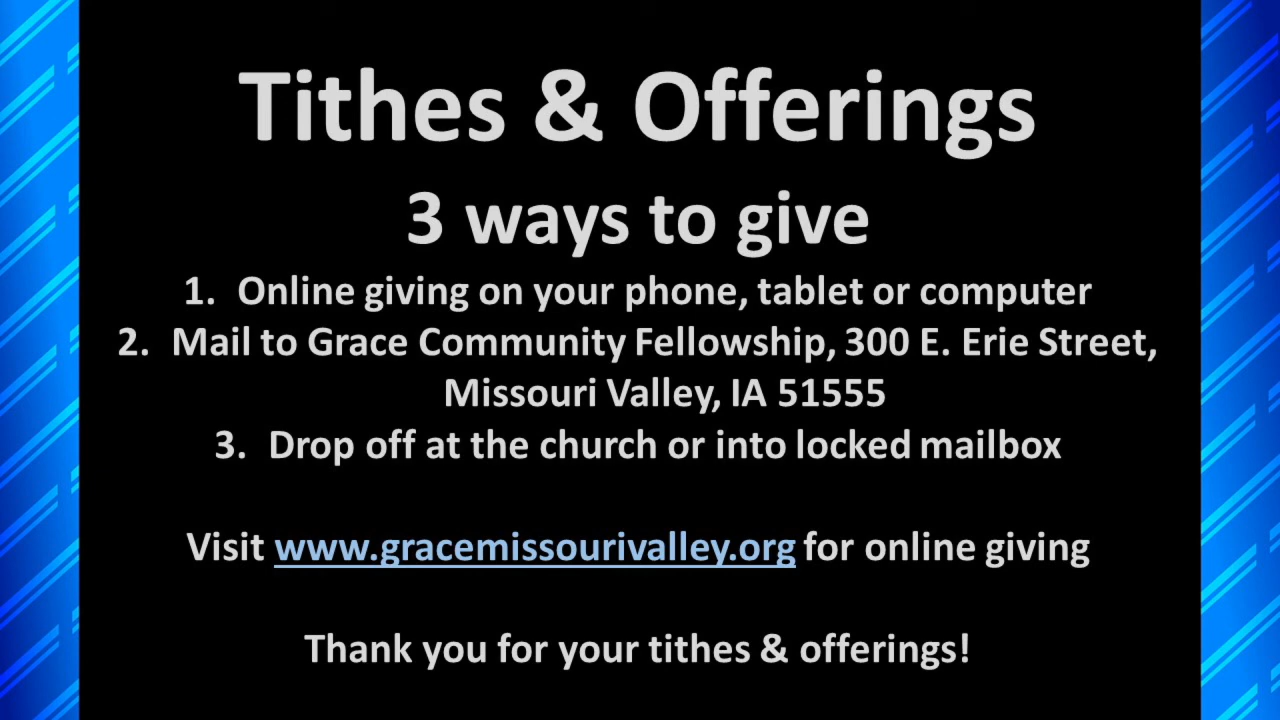 Tithes & Offerings
3 ways to give
1. Online giving on your phone, tablet or computer
2. Mail to Grace Community Fellowship, 300 E. Erie Street,
Missouri Valley, IA 51555
3. Drop off at the church or into locked mailbox
Visit www.gracemissourivalley.org for online giving
Thank you for your tithes & offerings!